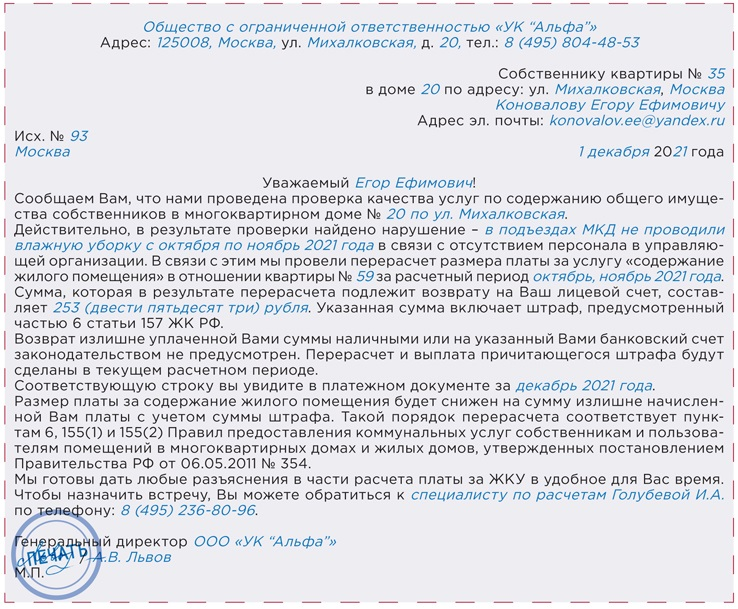 Общество с ограниченной ответственностью «УК “Альфа”»
Адрес: 125008, Москва, ул. Михалковская, д. 20, тел.: 8 (495) 804-48-53
Собственнику квартиры № 35
в доме 20 по адресу: ул. Михалковская, Москва
Коновалову Егору Ефимовичу
Адрес эл. почты: konovalov.ee@yandex.ru
Исх. № 93
Москва 1 декабря 2021 года
Уважаемый Егор Ефимович!
Сообщаем Вам, что нами проведена проверка качества услуг по содержанию общего имуще-
ства собственников в многоквартирном доме № 20 по ул. Михалковская.
Действительно, в результате проверки найдено нарушение – в подъездах МКД не проводили
влажную уборку с октября по ноябрь 2021 года в связи с отсутствием персонала в управляю-
щей организации. В связи с этим мы провели перерасчет размера платы за услугу «содержание
жилого помещения» в отношении квартиры № 59 за расчетный период октябрь, ноябрь 2021 года.
Сумма, которая в результате перерасчета подлежит возврату на Ваш лицевой счет, состав-
ляет 253 (двести пятьдесят три) рубля. Указанная сумма включает штраф, предусмотренный
частью 6 статьи 157 ЖК РФ.
Возврат излишне уплаченной Вами суммы наличными или на указанный Вами банковский счет
законодательством не предусмотрен. Перерасчет и выплата причитающегося штрафа будут
сделаны в текущем расчетном периоде.
Соответствующую строку вы увидите в платежном документе за декабрь 2021 года.
Размер платы за содержание жилого помещения будет снижен на сумму излишне начислен-
ной Вам платы с учетом суммы штрафа. Такой порядок перерасчета соответствует пунк-
там 6, 155(1) и 155(2) Правил предоставления коммунальных услуг собственникам и пользова-
телям помещений в многоквартирных домах и жилых домов, утвержденных постановлением
Правительства РФ от 06.05.2011 № 354.
Мы готовы дать любые разъяснения в части расчета платы за ЖКУ в удобное для Вас время.
Чтобы назначить встречу, Вы можете обратиться к специалисту по расчетам Голубевой И.А.
по телефону: 8 (495) 236-80-96.
Генеральный директор ООО «УК “Альфа”»
ПЕЧАТЬ / А.В. Львов
М.П.